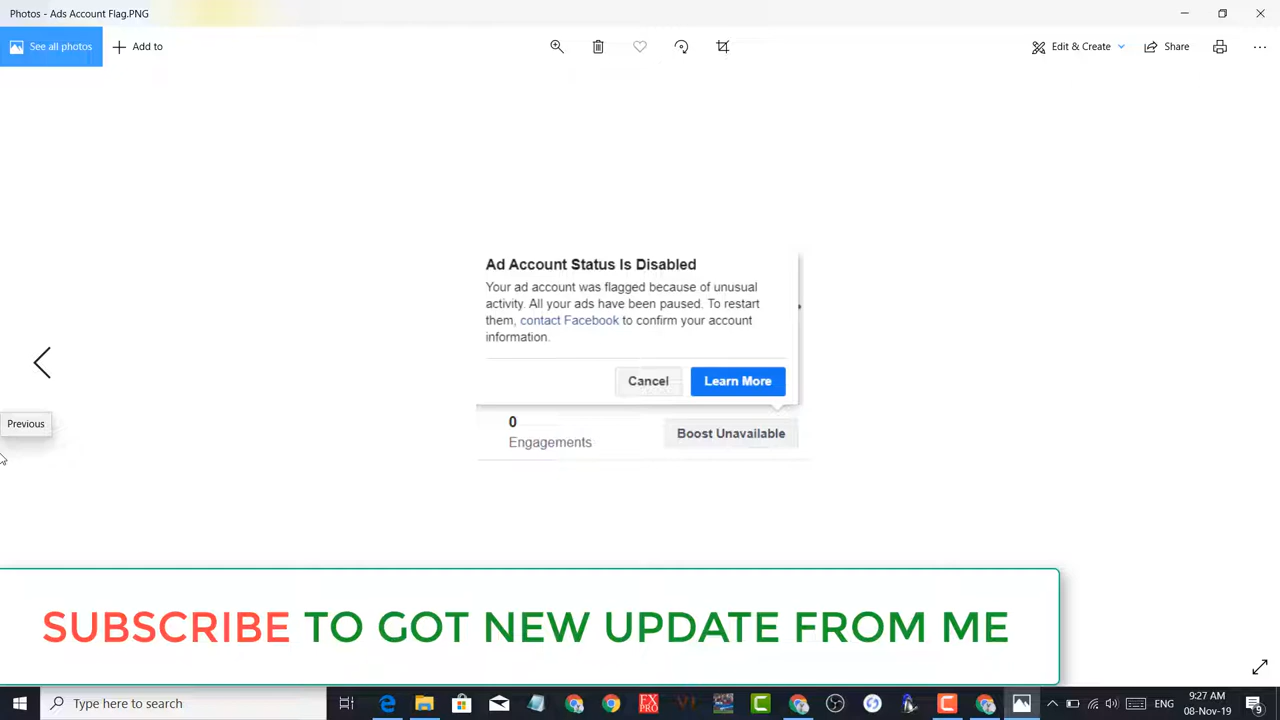 Photos - Ads Account Flag.PNG
See all photos
Add to
Edit & Create
Share
Ad Account Status Is Disabled
Your ad account was flagged because of unusual
activity. All your ads have been paused. To restart
them, contact Facebook to confirm your account
information.
Cancel
Learn More
0
Engagements
Boost Unavailable
Previous
SUBSCRIBE TO GOT NEW UPDATE FROM ME
Type here to search
FX
PRO
ENG
9:27 AM
08-Nov-19
9